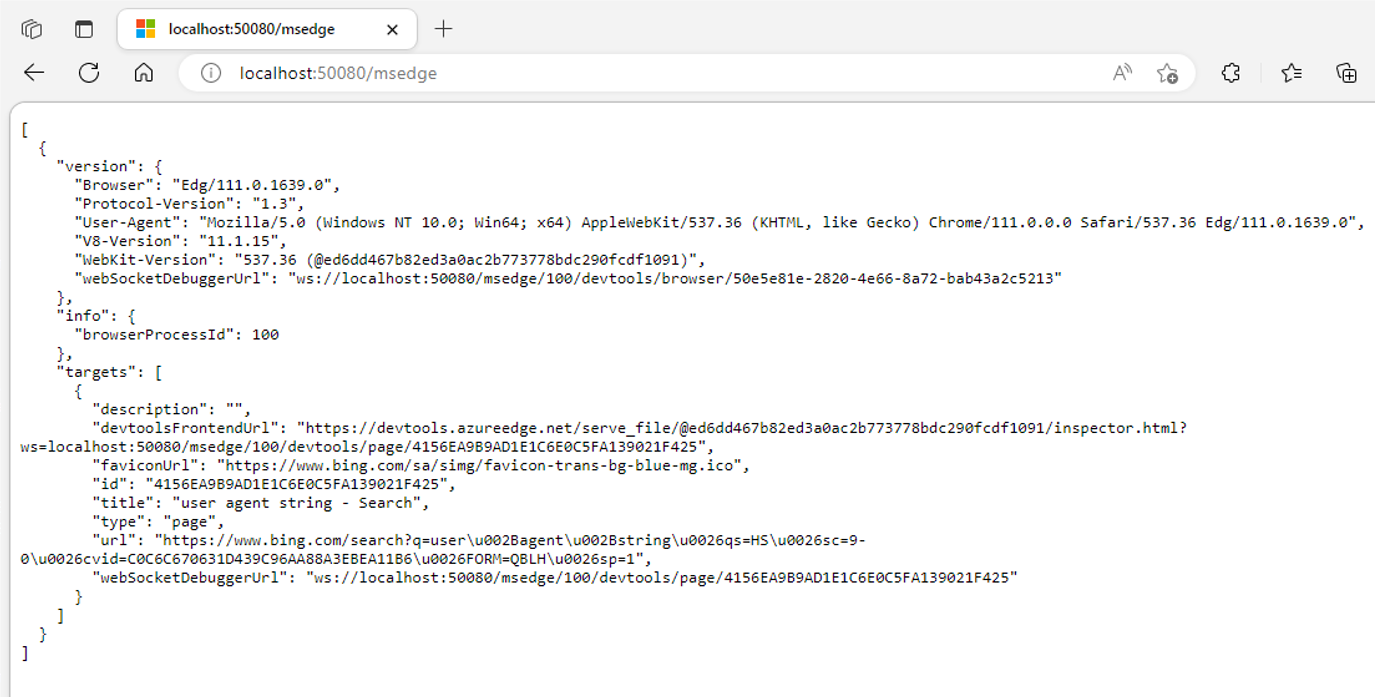 localhost:50080/msedge
localhost:50080/msedge
[
  {
    "version": {
      "Browser": "Edg/111.0.1639.0",
      "Protocol-Version": "1.3",
      "User-Agent": "Mozilla/5.0 (Windows NT 10.0; Win64; x64) AppleWebKit/537.36 (KHTML, like Gecko) Chrome/111.0.0.0 Safari/537.36 Edg/111.0.1639.0",
      "V8-Version": "11.1.15",
      "WebKit-Version": "537.36 (@ed6dd467b82ed3a0ac2b773778bdc290fcdf1091)",
      "webSocketDebuggerUrl": "ws://localhost:50080/msedge/100/devtools/browser/50e5e81e-2820-4e66-8a72-bab43a2c5213"
    },
    "info": {
      "browserProcessId": 100
    },
    "targets": [
      {
        "description": "",
        "devtoolsFrontendUrl": "https://devtools.azureedge.net/serve_file/@ed6dd467b82ed3a0ac2b773778bdc290fcdf1091/inspector.html?
ws=localhost:50080/msedge/100/devtools/page/4156EA9B9AD1E1C6E0C5FA139021F425",
        "faviconUrl": "https://www.bing.com/sa/simg/favicon-trans-bg-blue-mg.ico",
        "id": "4156EA9B9AD1E1C6E0C5FA139021F425",
        "title": "user agent string - Search",
        "type": "page",
        "url": "https://www.bing.com/search?q=user\u002Bagent\u002Bstring\u0026qs=HS\u0026sc=9-
0\u0026cvid=C0C6C670631D439C96AA88A3EBEA11B6\u0026FORM=QBLH\u0026sp=1",
        "webSocketDebuggerUrl": "ws://localhost:50080/msedge/100/devtools/page/4156EA9B9AD1E1C6E0C5FA139021F425"
      }
    ]
  }
]